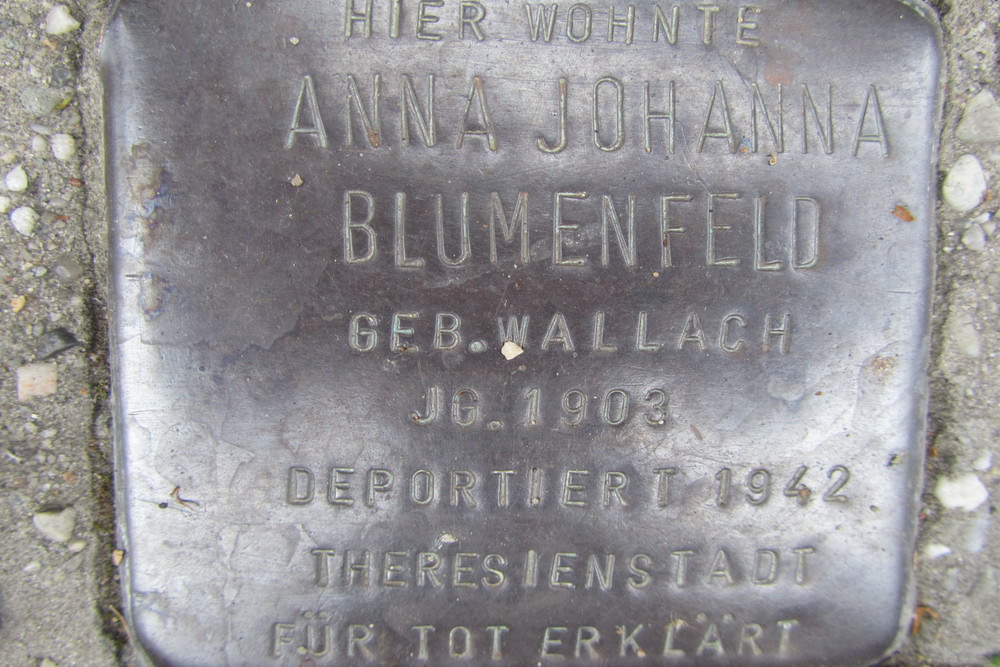 HIER WOHNTE
ANNA JOHANNA
BLUMENFELD
GEB. WALLACH
JG. 1903
DEPORTIERT 1942
THERESIENSTADT
FÜR TOT ERKLÄRT